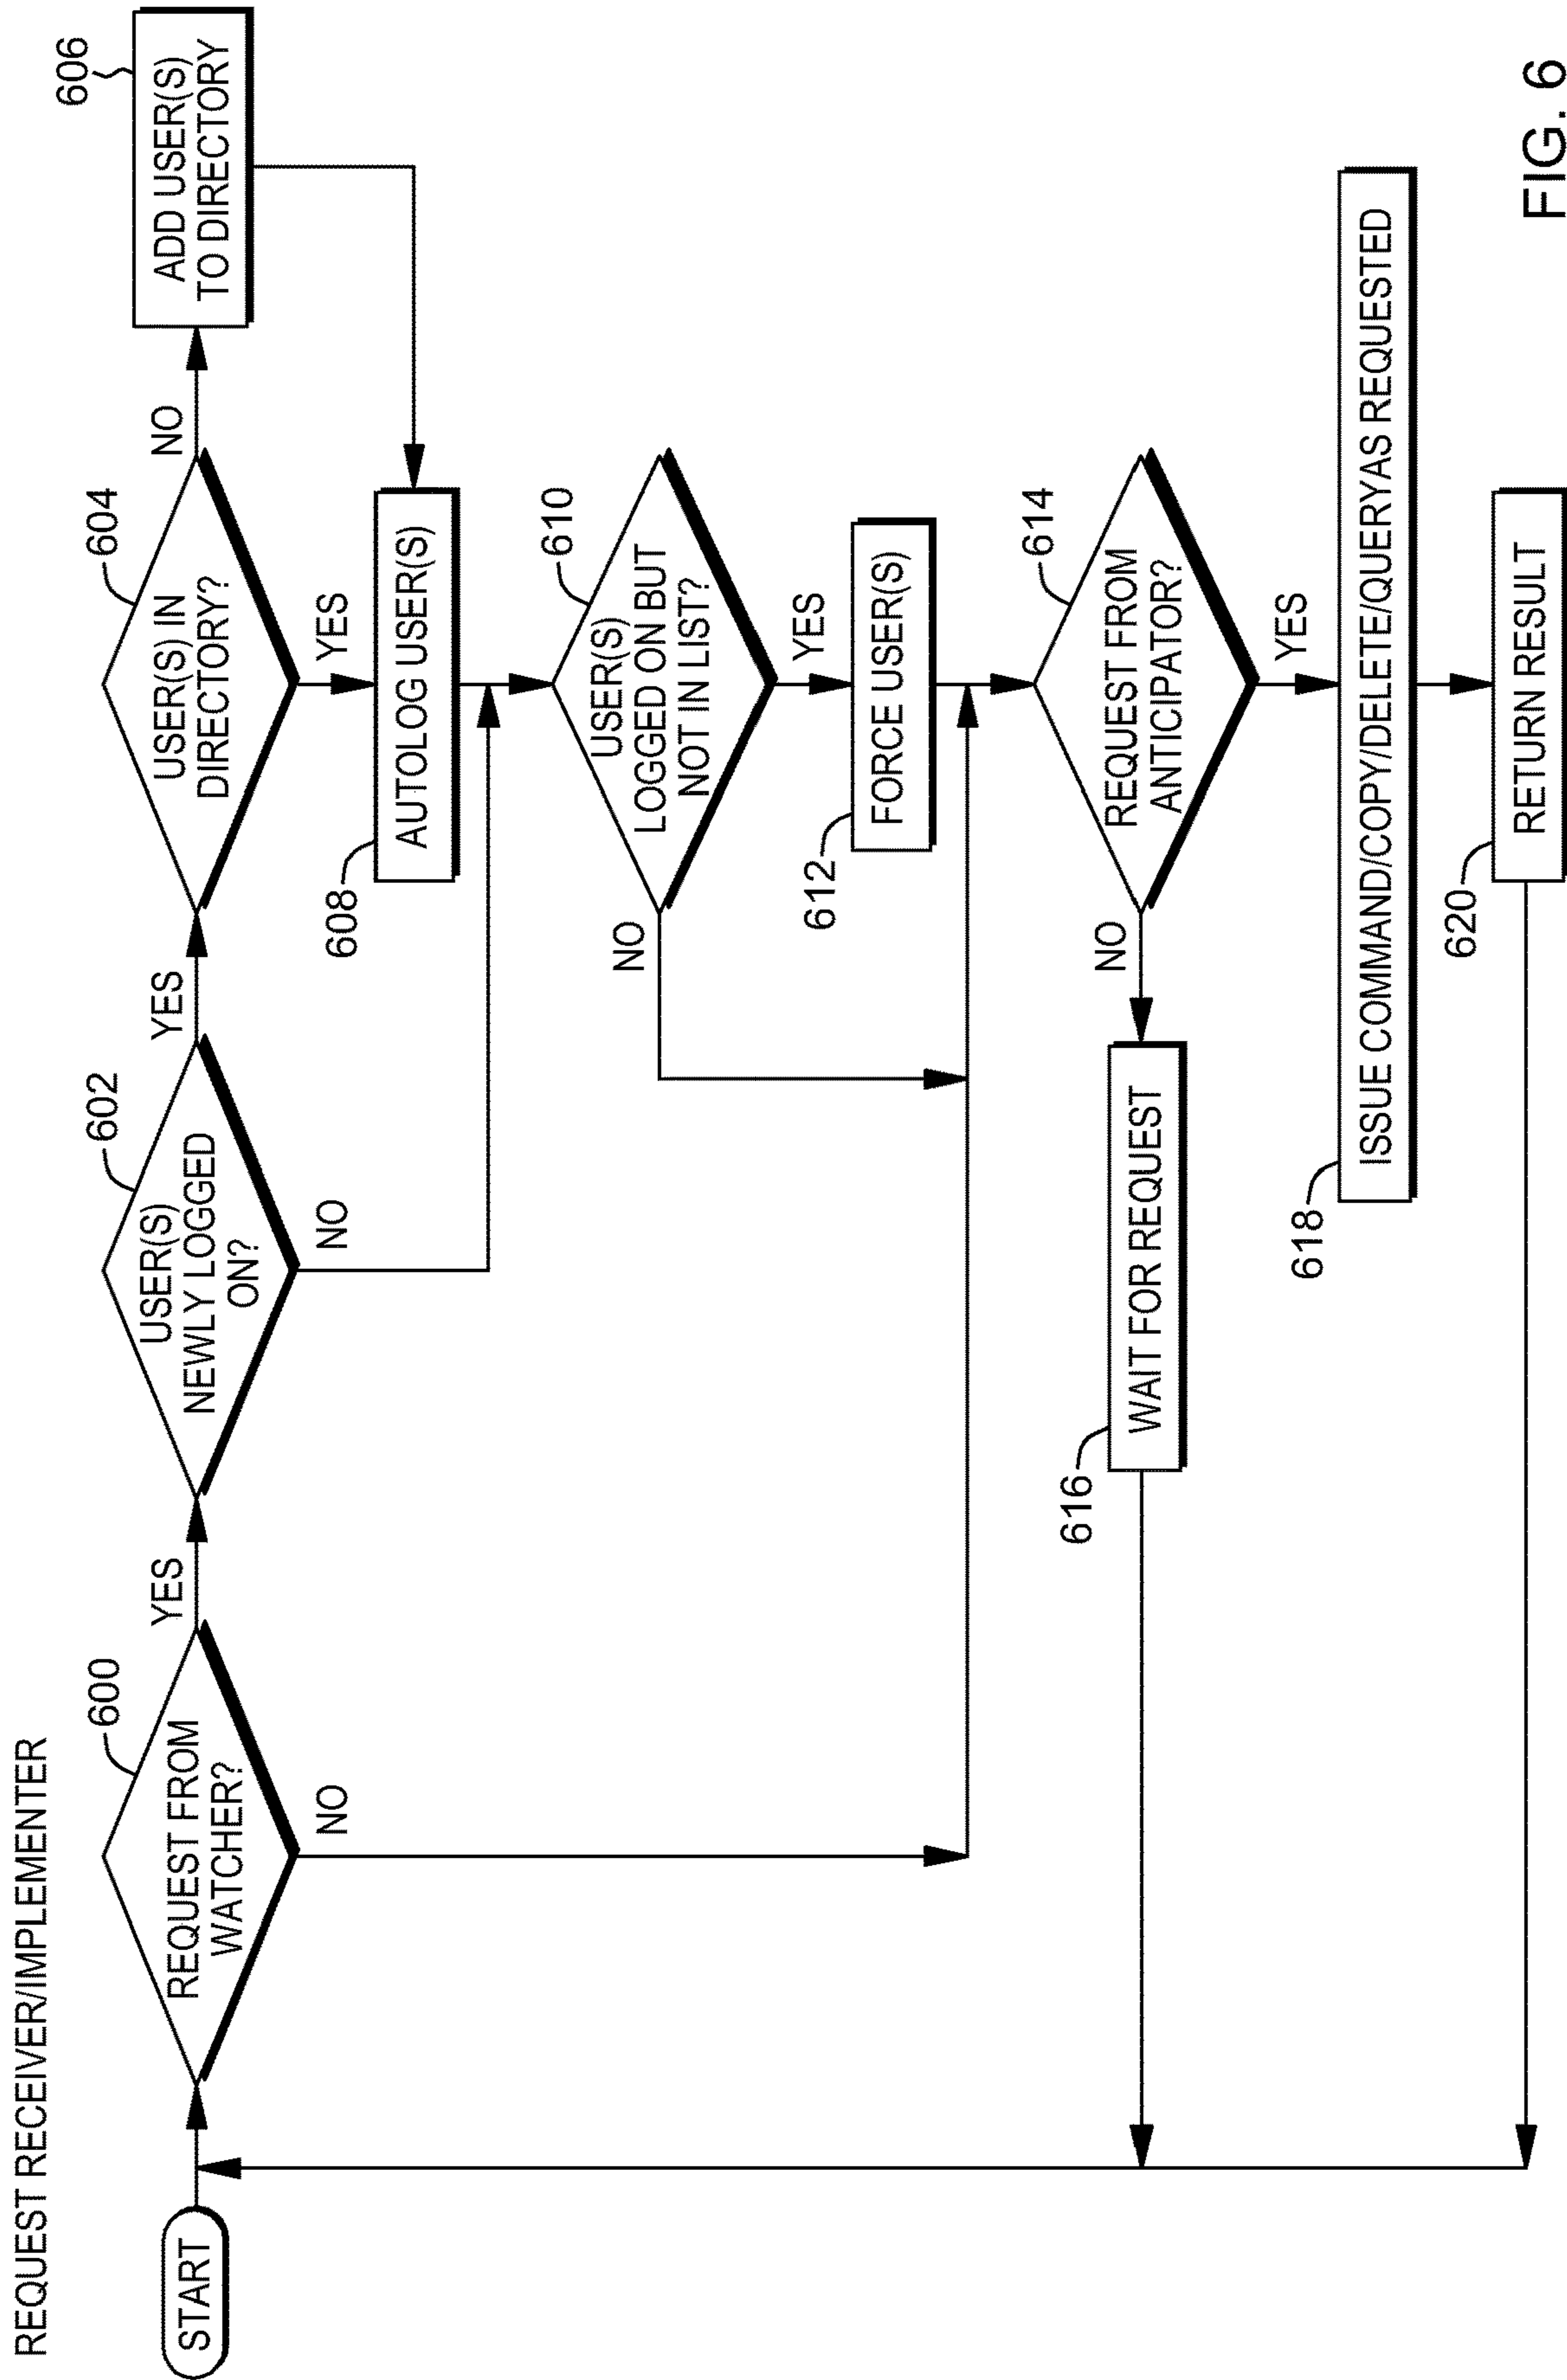 REQUEST RECEIVER/IMPLEMENTER
START
600
REQUEST FROM
WATCHER?
YES
NO
602
USER(S)
NEWLY LOGGED
ON?
YES
NO
604
USER(S) IN
DIRECTORY?
NO
YES
606
ADD USER(S)
TO DIRECTORY
608
AUTOLOG USER(S)
610
USER(S)
LOGGED ON BUT
NOT IN LIST?
NO
YES
612
FORCE USER(S)
614
REQUEST FROM
ANTICIPATOR?
NO
YES
616
WAIT FOR REQUEST
618
ISSUE COMMAND/COPY/DELETE/QUERYAS REQUESTED
620
RETURN RESULT
FIG. 6